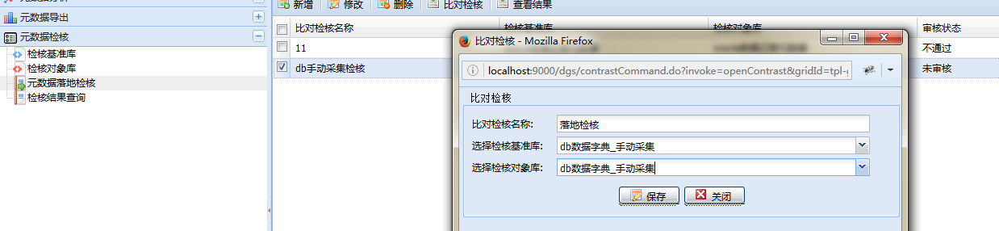 新增 修改 删除 比对检核 查看结果
元数据导出
元数据检核
检核基准库
检核对象库
元数据落地检核
检核结果查询
比对检核名称 审核状态
11 不通过
db手动采集检核 未审核
比对检核 - Mozilla Firefox
localhost:9000/dgs/contrastCommand.do?invoke=openContrast&gridId=tpl-
比对检核
比对检核名称: 落地检核
选择检核基准库: db数据字典_手动采集
选择检核对象库: db数据字典_手动采集
保存 关闭